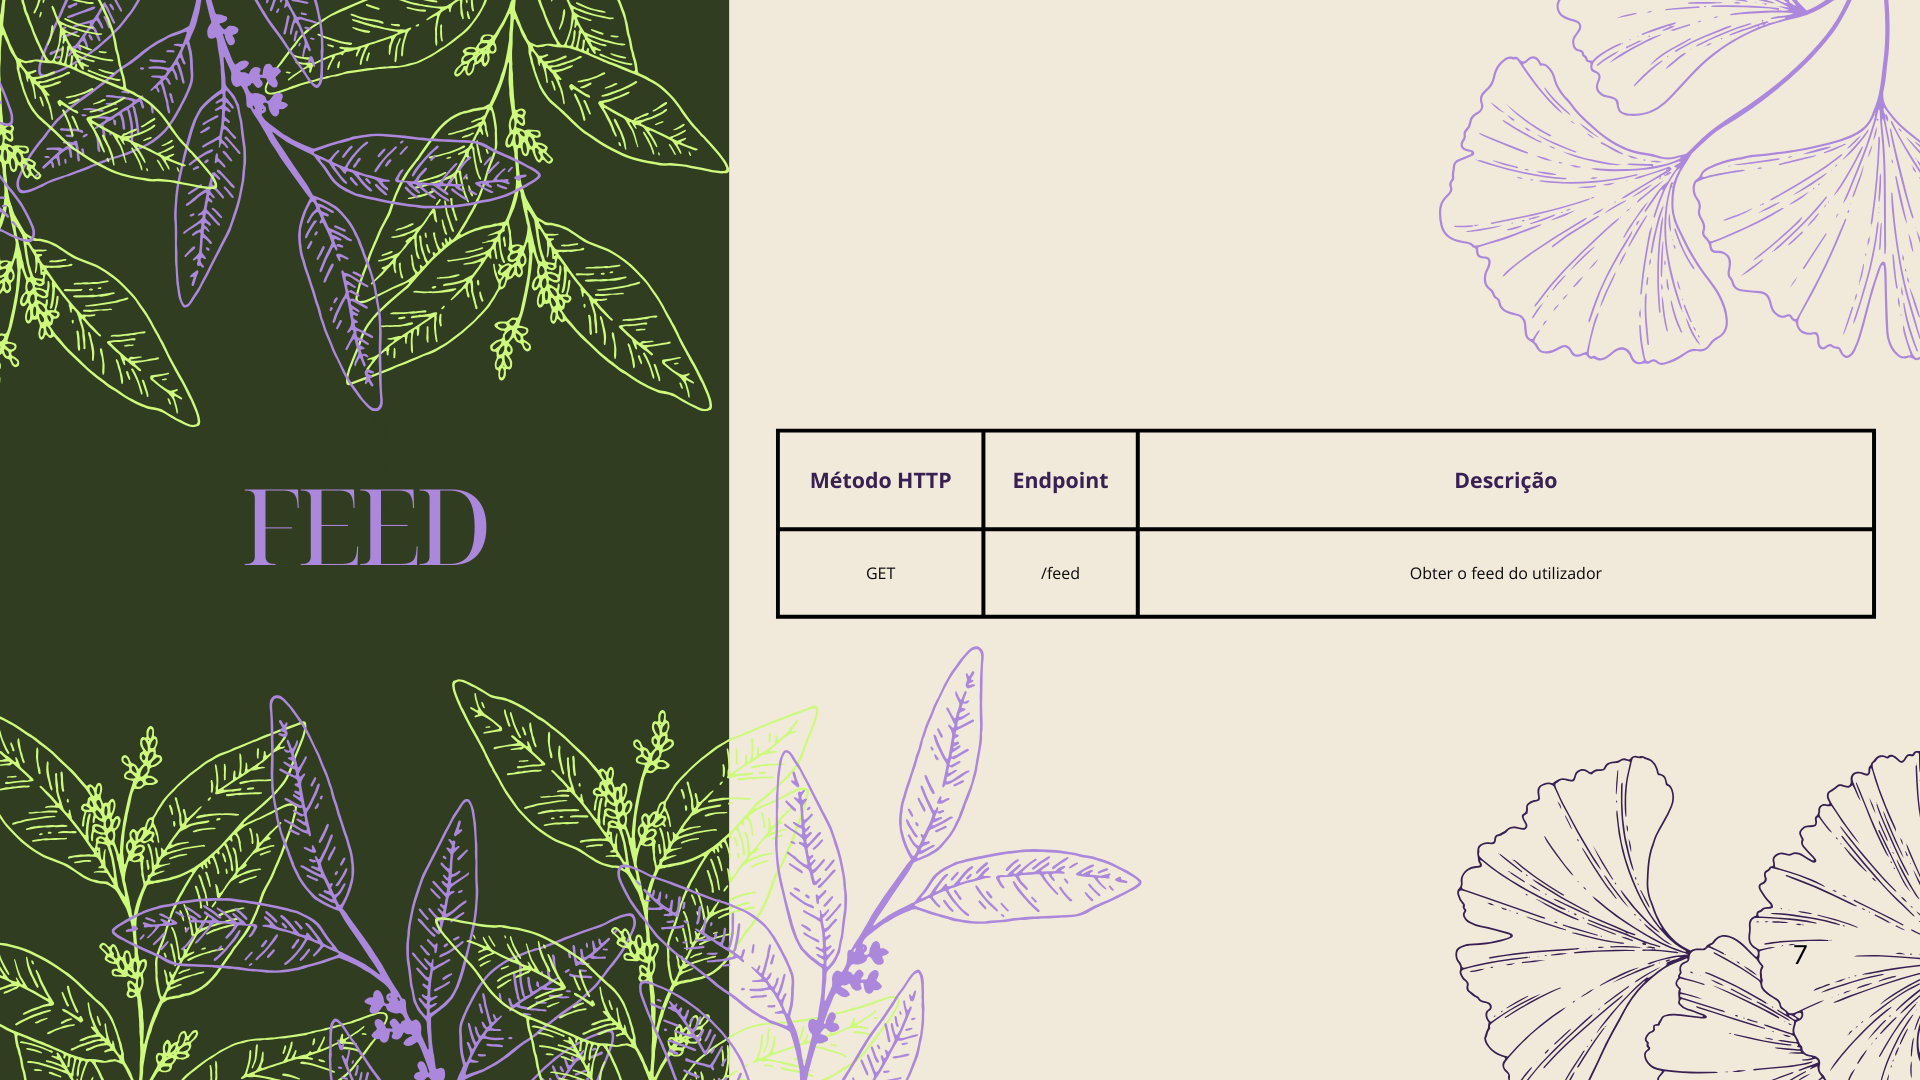 FEED
Método HTTP Endpoint Descrição
GET /feed Obter o feed do utilizador
7